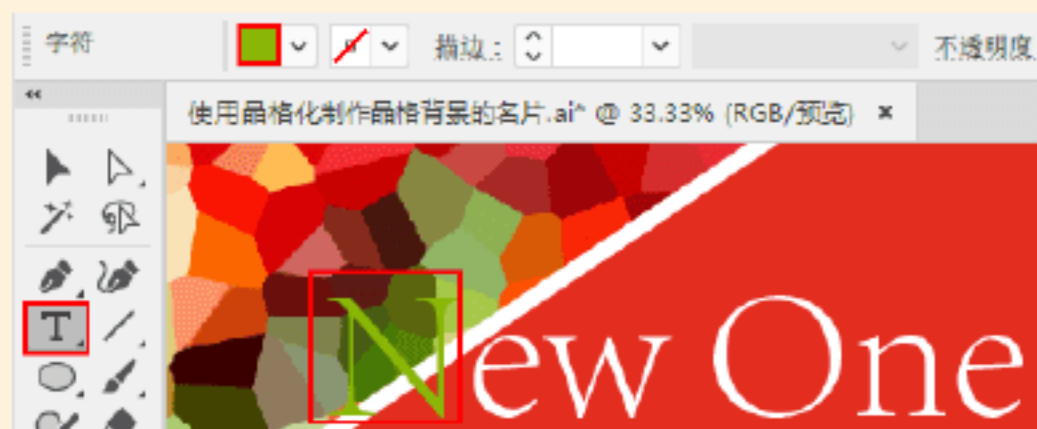 字符 描边： 不透明度
使用晶格化制作晶格背景的名片.ai* @ 33.33% (RGB/预览) ×
T
New One